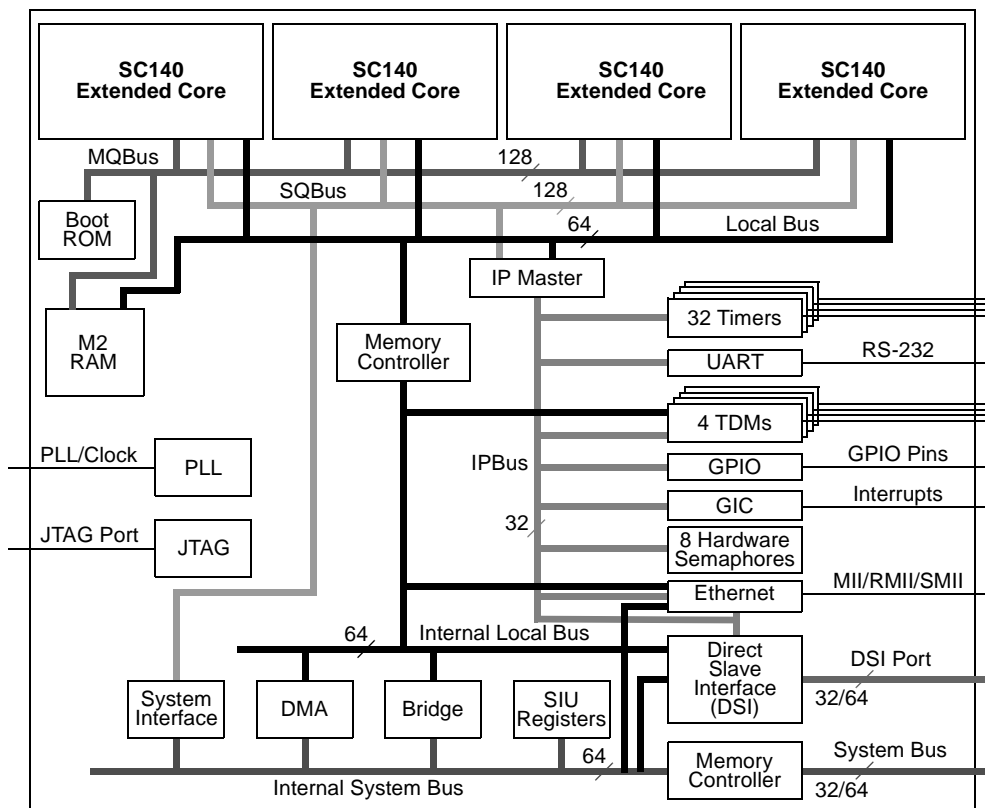 SC140
Extended Core
SC140
Extended Core
SC140
Extended Core
SC140
Extended Core
MQBus
128
SQBus
128
Boot
ROM
64
Local Bus
IP Master
M2
RAM
Memory
Controller
32 Timers
UART
RS-232
4 TDMs
PLL/Clock
PLL
IPBus
GPIO
GPIO Pins
GIC
Interrupts
JTAG Port
JTAG
32
8 Hardware
Semaphores
Ethernet
MII/RMII/SMII
64
Internal Local Bus
Direct
Slave
Interface
(DSI)
DSI Port
32/64
System
Interface
DMA
Bridge
SIU
Registers
64
Internal System Bus
Memory
Controller
System Bus
32/64